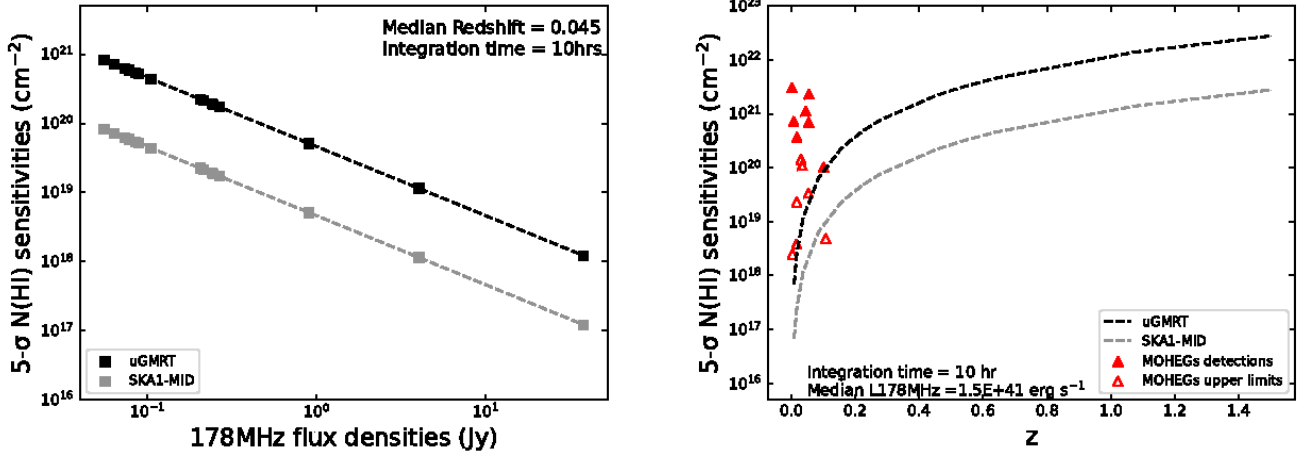 Median Redshift = 0.045
Integration time = 10hrs
5-σ N(HI) sensitivities (cm⁻²)
10²¹
10²⁰
10¹⁹
10¹⁸
10¹⁷
10¹⁶
uGMRT
SKA1-MID
10⁻¹
10⁰
10¹
178MHz flux densities (Jy)
5-σ N(HI) sensitivities (cm⁻²)
10²³
10²²
10²¹
10²⁰
10¹⁹
10¹⁸
10¹⁷
10¹⁶
uGMRT
SKA1-MID
MOHEGs detections
MOHEGs upper limits
Integration time = 10 hr
Median L178MHz =1.5E+41 erg s⁻¹
0.0 0.2 0.4 0.6 0.8 1.0 1.2 1.4
z